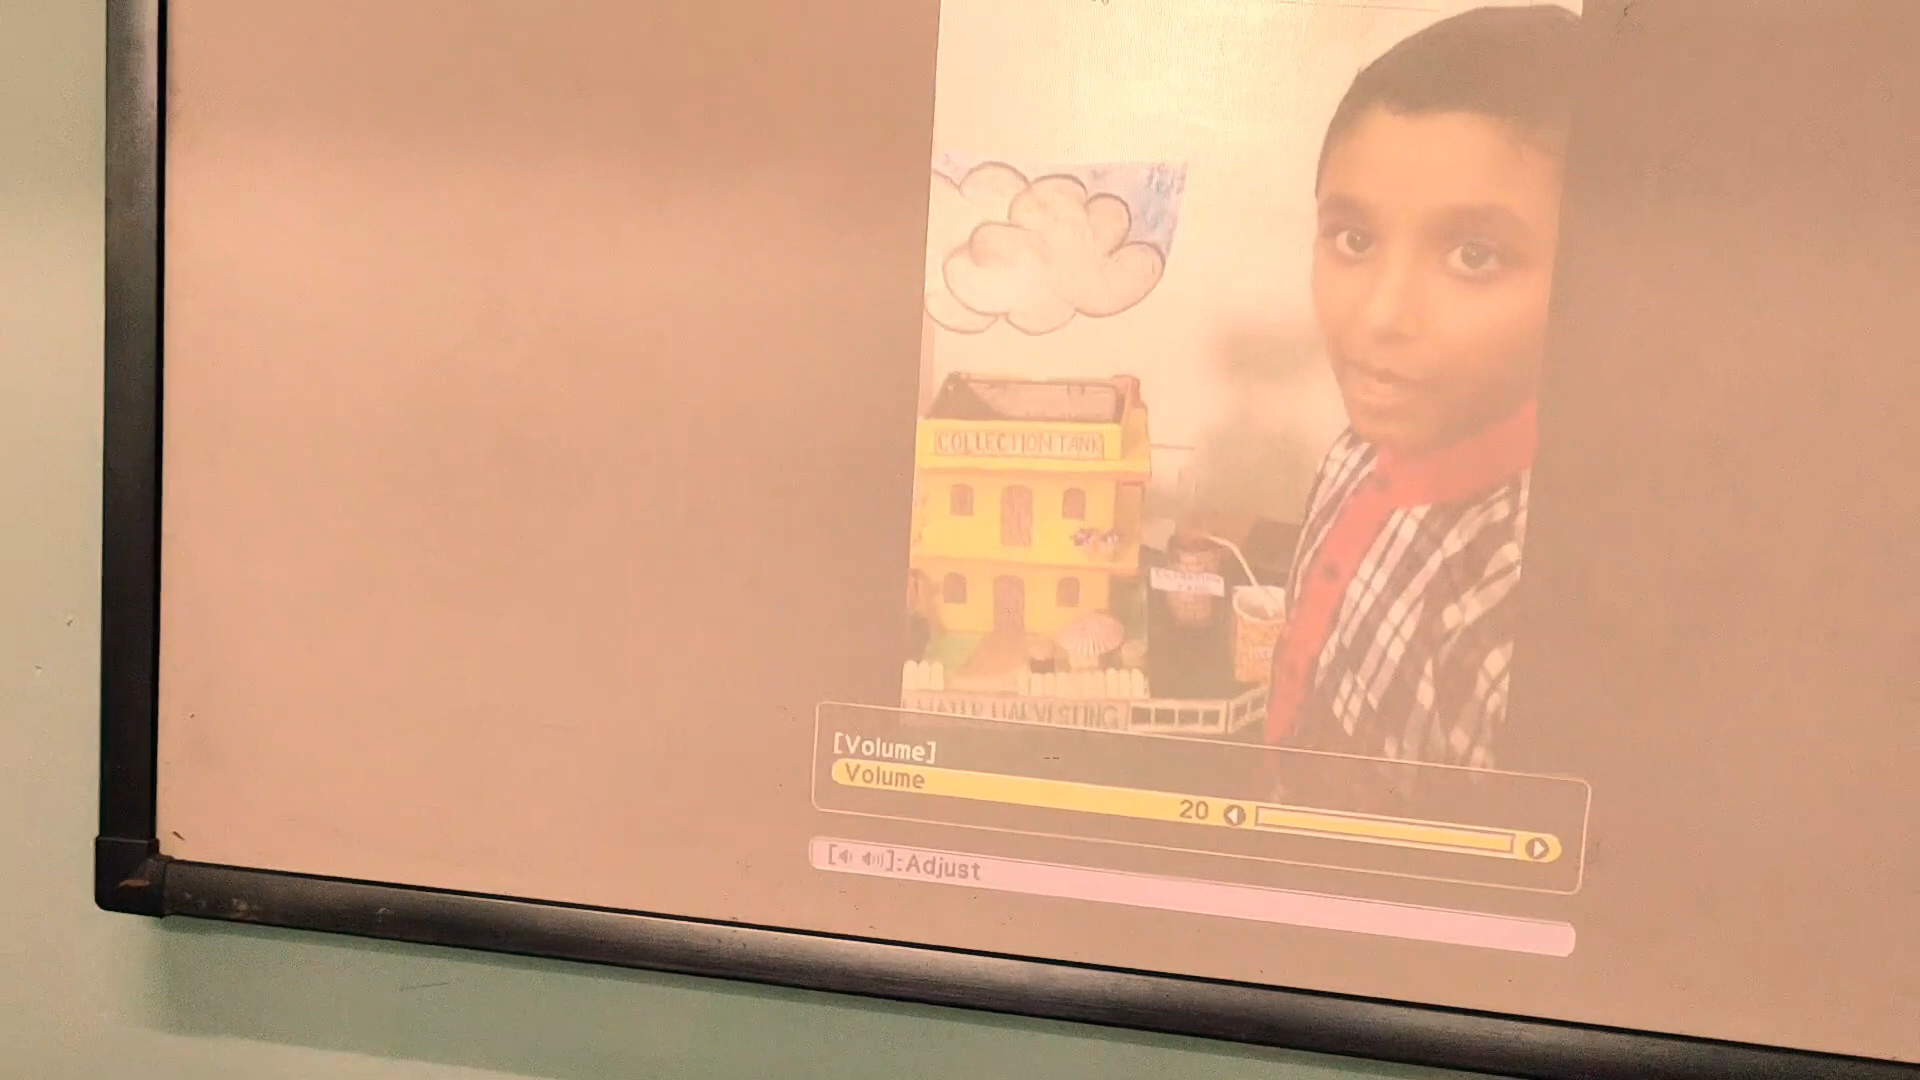 COLLECTION TANK
WATER HARVESTING
[Volume]
Volume
20
[ ]:Adjust